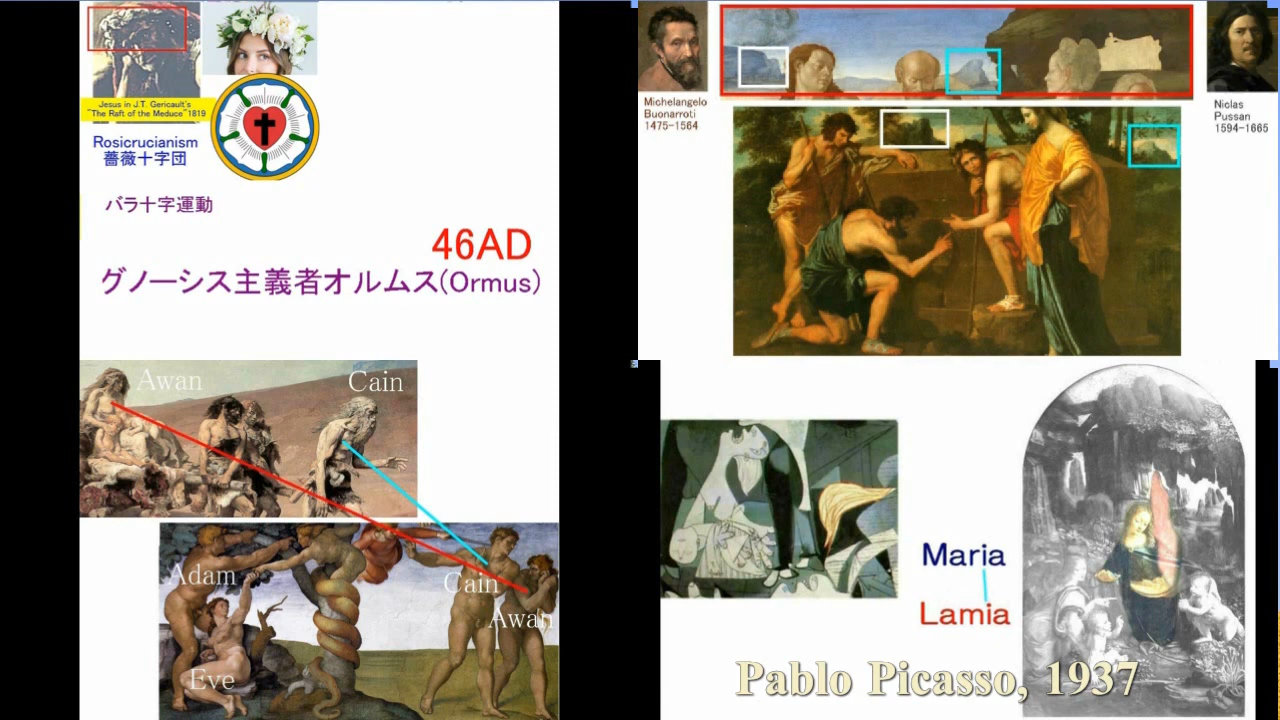 Jesus in J.T. Gericault's
"The Raft of the Meduce"1819
Rosicrucianism
薔薇十字団
バラ十字運動
46AD
グノーシス主義者オルムス(Ormus)
Awan
Cain
Adam
Cain
Awan
Eve
Michelangelo
Buonarroti
1475-1564
Niclas
Pussan
1594-1665
Maria
Lamia
Pablo Picasso, 1937